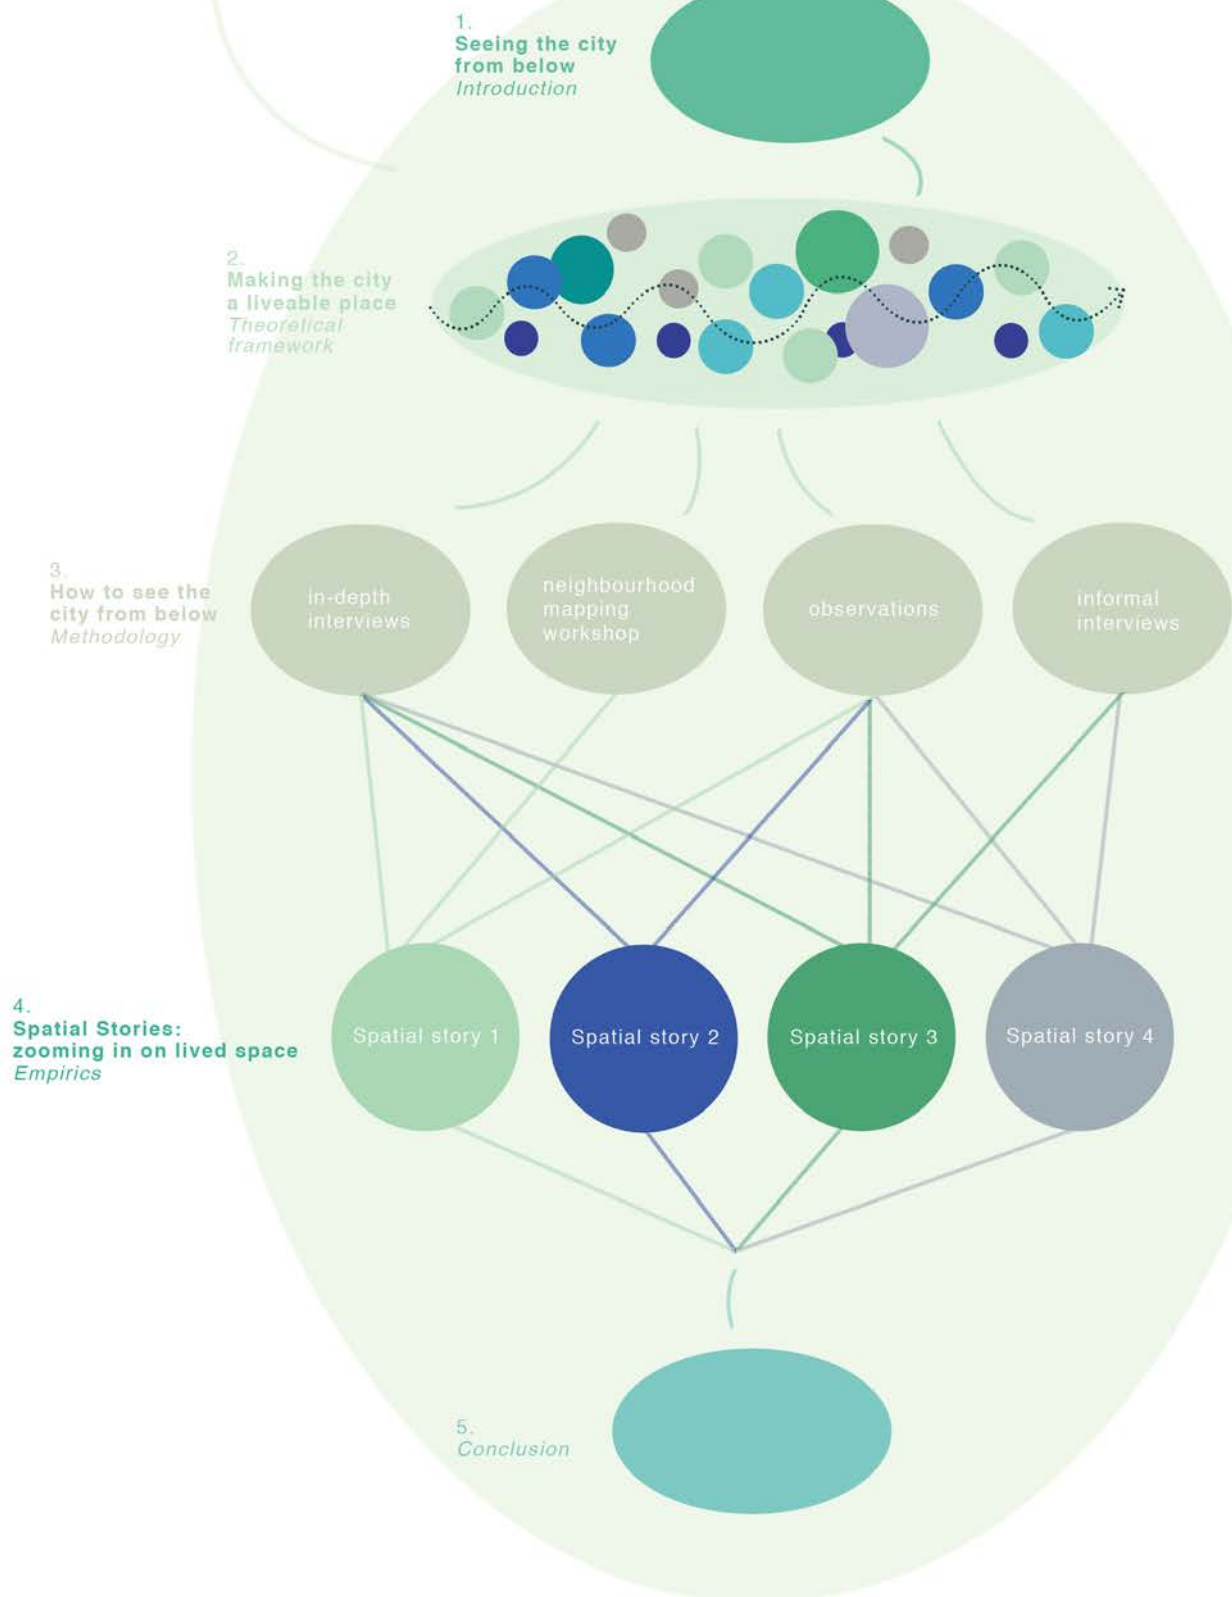 1.
Seeing the city
from below
Introduction
2.
Making the city
a liveable place
Theoretical
framework
3.
How to see the
city from below
Methodology
in-depth
interviews
neighbourhood
mapping
workshop
observations
informal
interviews
4.
Spatial Stories:
zooming in on lived space
Empirics
Spatial story 1
Spatial story 2
Spatial story 3
Spatial story 4
5.
Conclusion